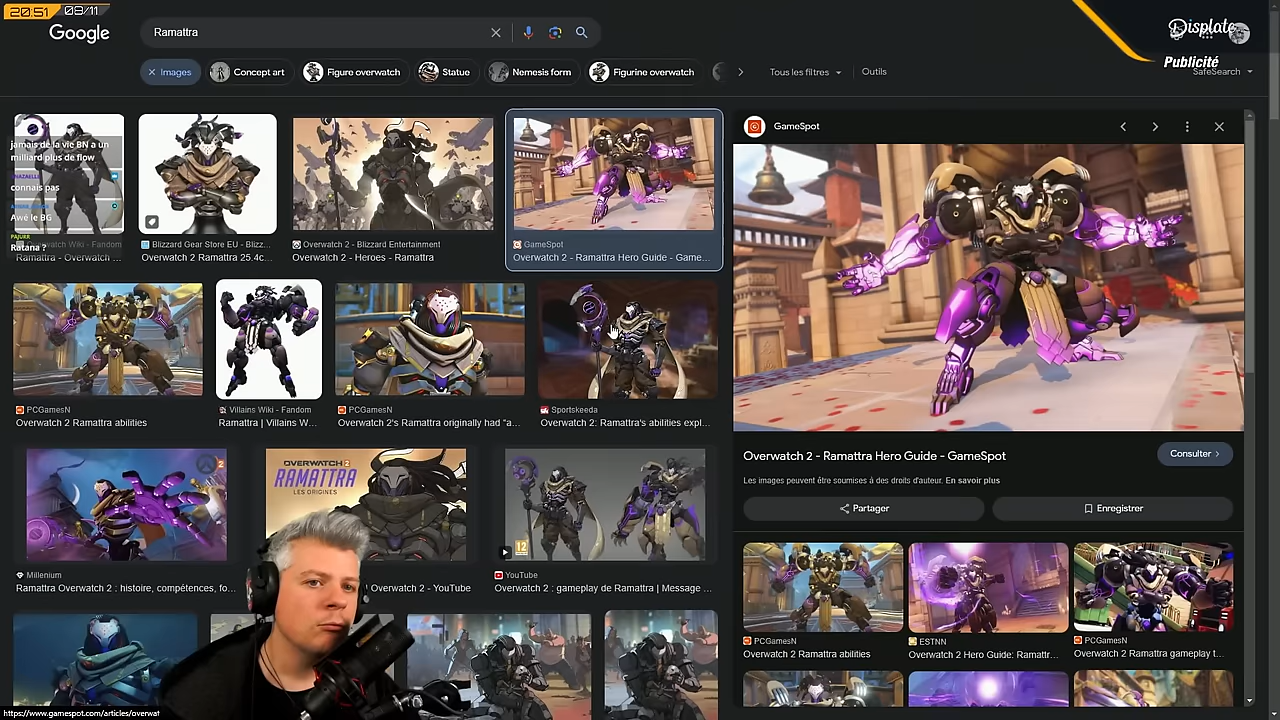 20:51 09/11
Google
Ramattra
Displate
Publicité
Images
Concept art
Figure overwatch
Statue
Nemesis form
Figurine overwatch
Tous les filtres
Outils
SafeSearch
jamais de la vie BN a un
milliard plus de flow
connais pas
Awé le BG
PAJURR
Ratana ?
Ramattra - Overwatch ...
Blizzard Gear Store EU - Blizz...
Overwatch 2 Ramattra 25.4c...
Overwatch 2 - Blizzard Entertainment
Overwatch 2 - Heroes - Ramattra
GameSpot
Overwatch 2 - Ramattra Hero Guide - Game...
PCGamesN
Overwatch 2 Ramattra abilities
Villains Wiki - Fandom
Ramattra | Villains W...
PCGamesN
Overwatch 2's Ramattra originally had "a...
Sportskeeda
Overwatch 2: Ramattra's abilities expl...
OVERWATCH 2
RAMATTRA
LES ORIGINES
12
Millenium
Ramattra Overwatch 2 : histoire, compétences, fo...
Overwatch 2 - YouTube
YouTube
Overwatch 2 : gameplay de Ramattra | Message ...
GameSpot
Overwatch 2 - Ramattra Hero Guide - GameSpot
Consulter
Les images peuvent être soumises à des droits d'auteur. En savoir plus
Partager
Enregistrer
PCGamesN
Overwatch 2 Ramattra abilities
ESTNN
Overwatch 2 Hero Guide: Ramattr...
PCGamesN
Overwatch 2 Ramattra gameplay t...
https://www.gamespot.com/articles/overwat